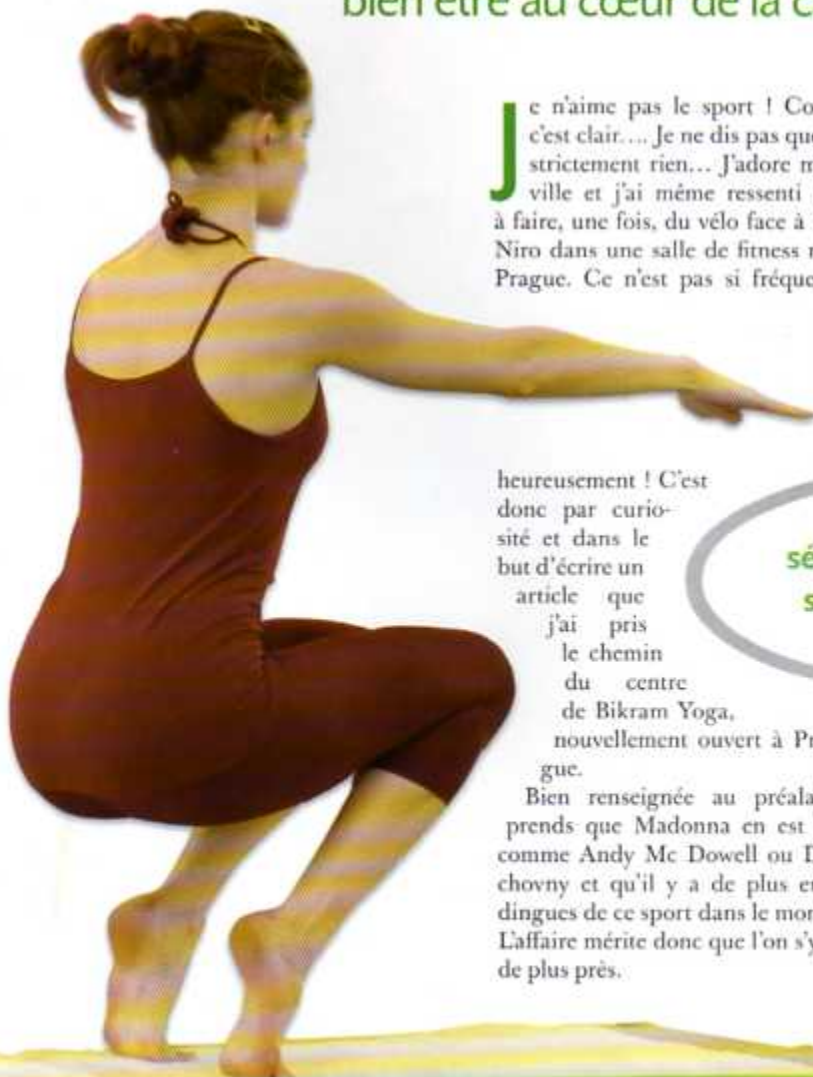 bien être au cœur de la c
Je n'aime pas le sport ! Co
c'est clair.... Je ne dis pas que
strictement rien... J'adore m
ville et j'ai même ressenti
à faire, une fois, du vélo face à
Niro dans une salle de fitness
Prague. Ce n'est pas si fréque
heureusement ! C'est
donc par curio-
sité et dans le
but d'écrire un
article que
j'ai pris
le chemin
du centre
de Bikram Yoga,
nouvellement ouvert à Pr
gue.
Bien renseignée au préala
prends que Madonna en est
comme Andy Mc Dowell ou D
chovny et qu'il y a de plus e
dingues de ce sport dans le mon
L'affaire mérite donc que l'on s'y
de plus près.
sé
s